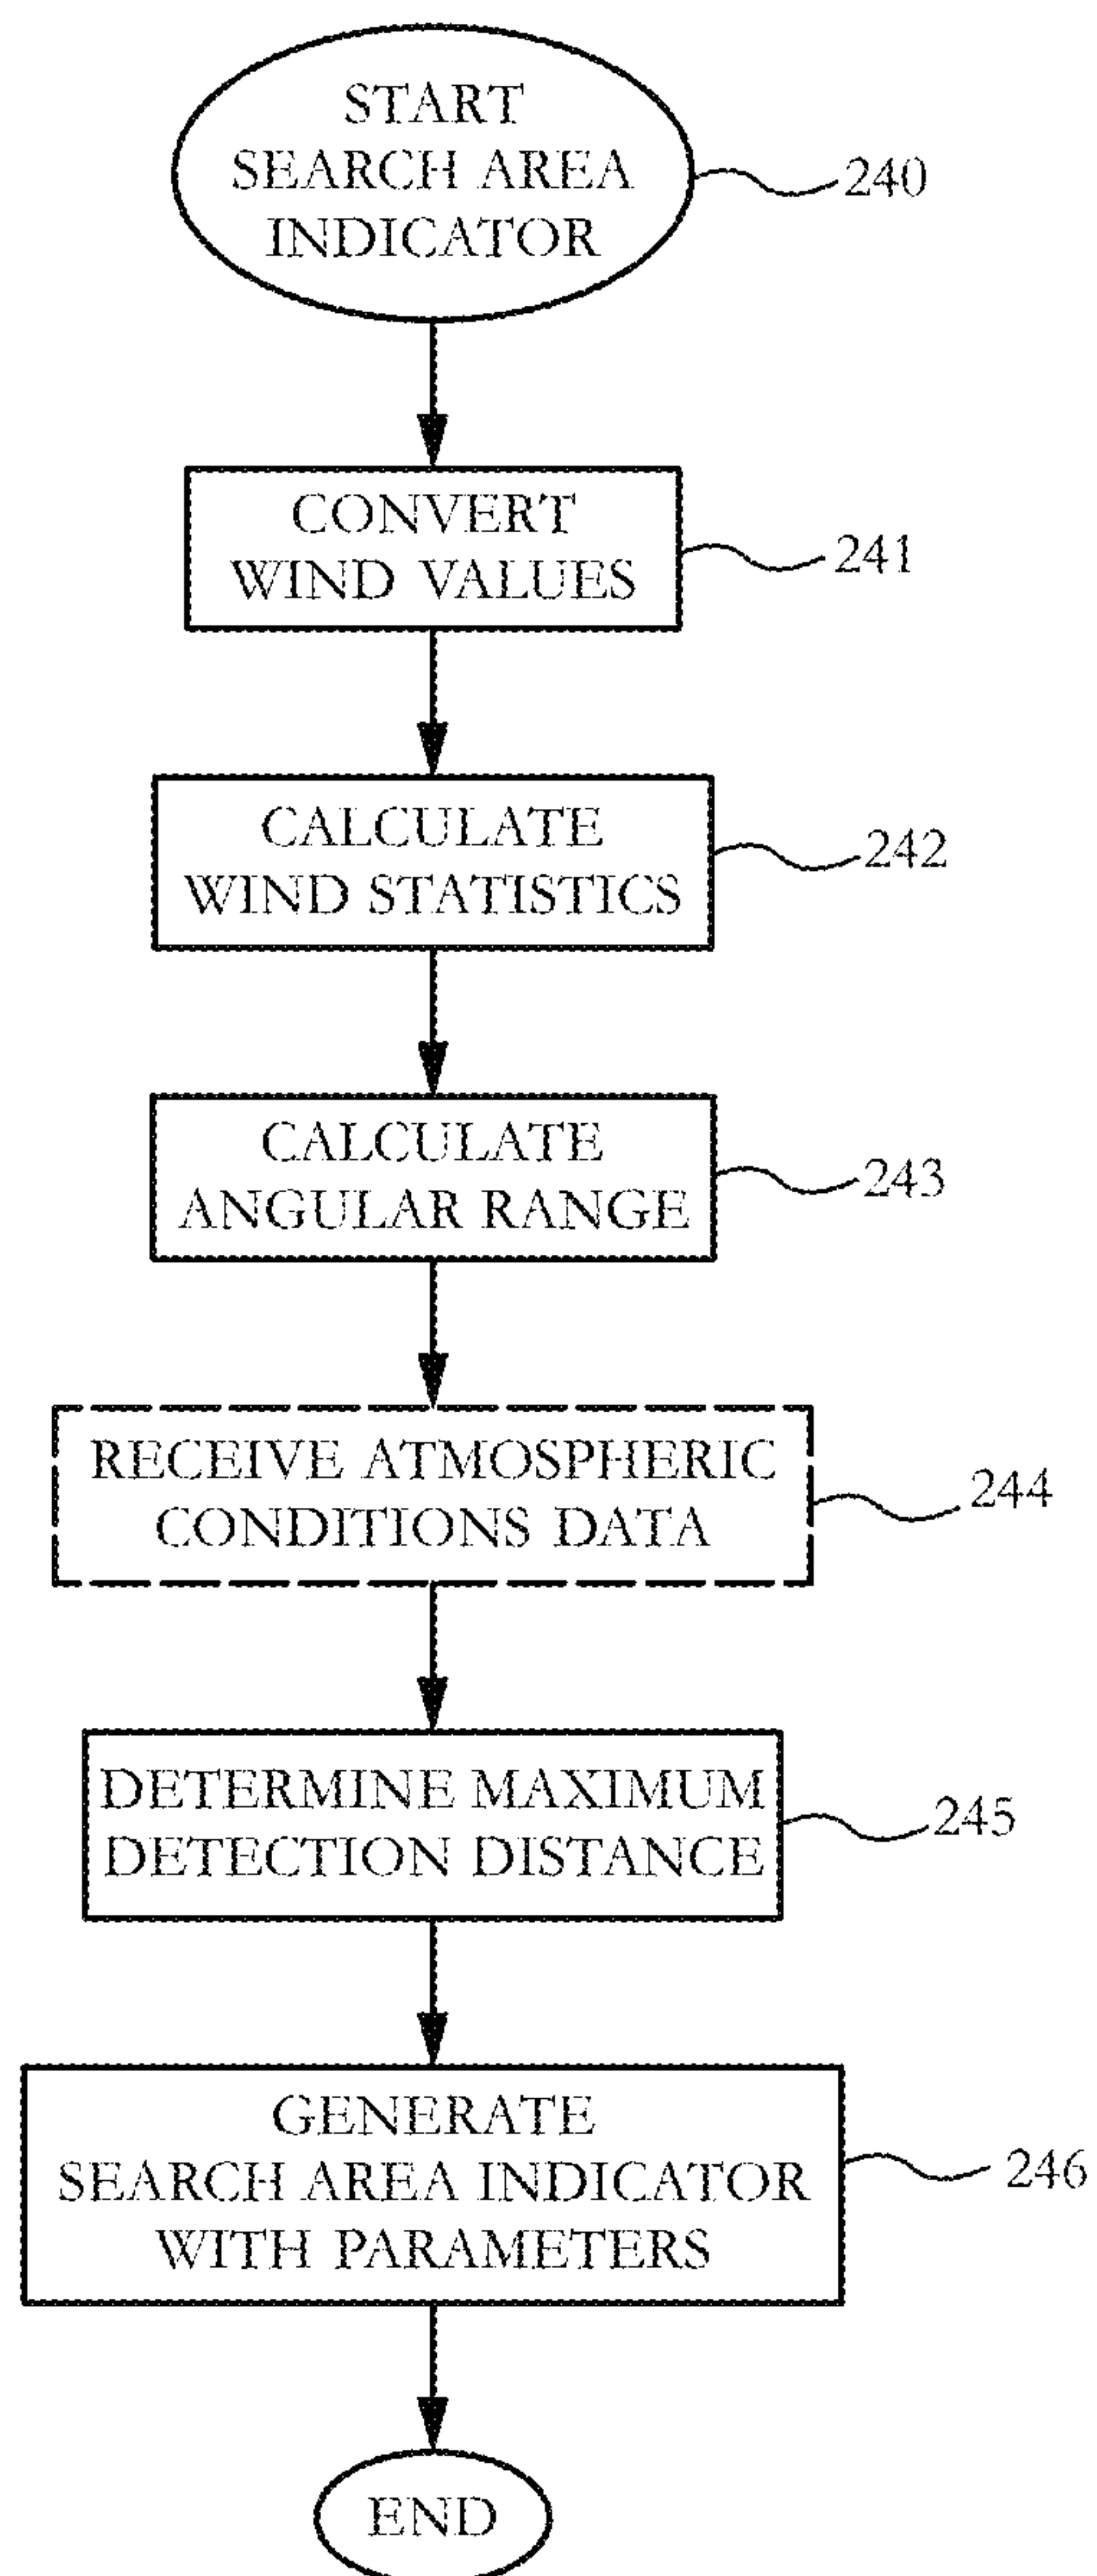 START
SEARCH AREA
INDICATOR
240
CONVERT
WIND VALUES
241
CALCULATE
WIND STATISTICS
242
CALCULATE
ANGULAR RANGE
243
RECEIVE ATMOSPHERIC
CONDITIONS DATA
244
DETERMINE MAXIMUM
DETECTION DISTANCE
245
GENERATE
SEARCH AREA INDICATOR
WITH PARAMETERS
246
END